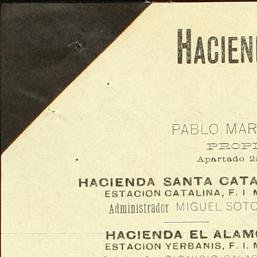 HACIEN
PABLO MAR
PROPI
Apartado 2
HACIENDA SANTA CATA
ESTACION CATALINA, F. I. M
Administrador MIGUEL SOTO
HACIENDA EL ALAMO
ESTACION YERBANIS, F. I. M